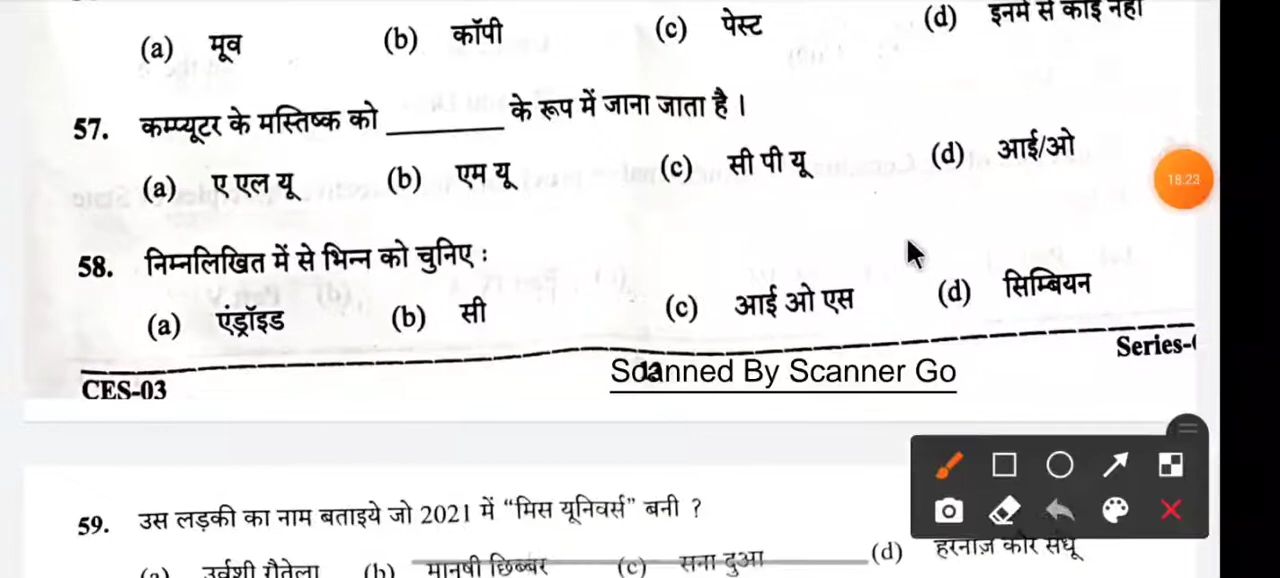 (a) मूव (b) कॉपी (c) पेस्ट (d) इनमें से कोई नहीं
57. कम्प्यूटर के मस्तिष्क को ________ के रूप में जाना जाता है ।
(a) ए एल यू (b) एम यू (c) सी पी यू (d) आई/ओ
18:23
58. निम्नलिखित में से भिन्न को चुनिए :
(a) एंड्रॉइड (b) सी (c) आई ओ एस (d) सिम्बियन
Series-
CES-03 Scanned By Scanner Go
59. उस लड़की का नाम बताइये जो 2021 में “मिस यूनिवर्स” बनी ?
(a) उर्वशी रौतेला (b) मानुषी छिब्बर (c) सना दुआ (d) हरनाज़ कौर संधू